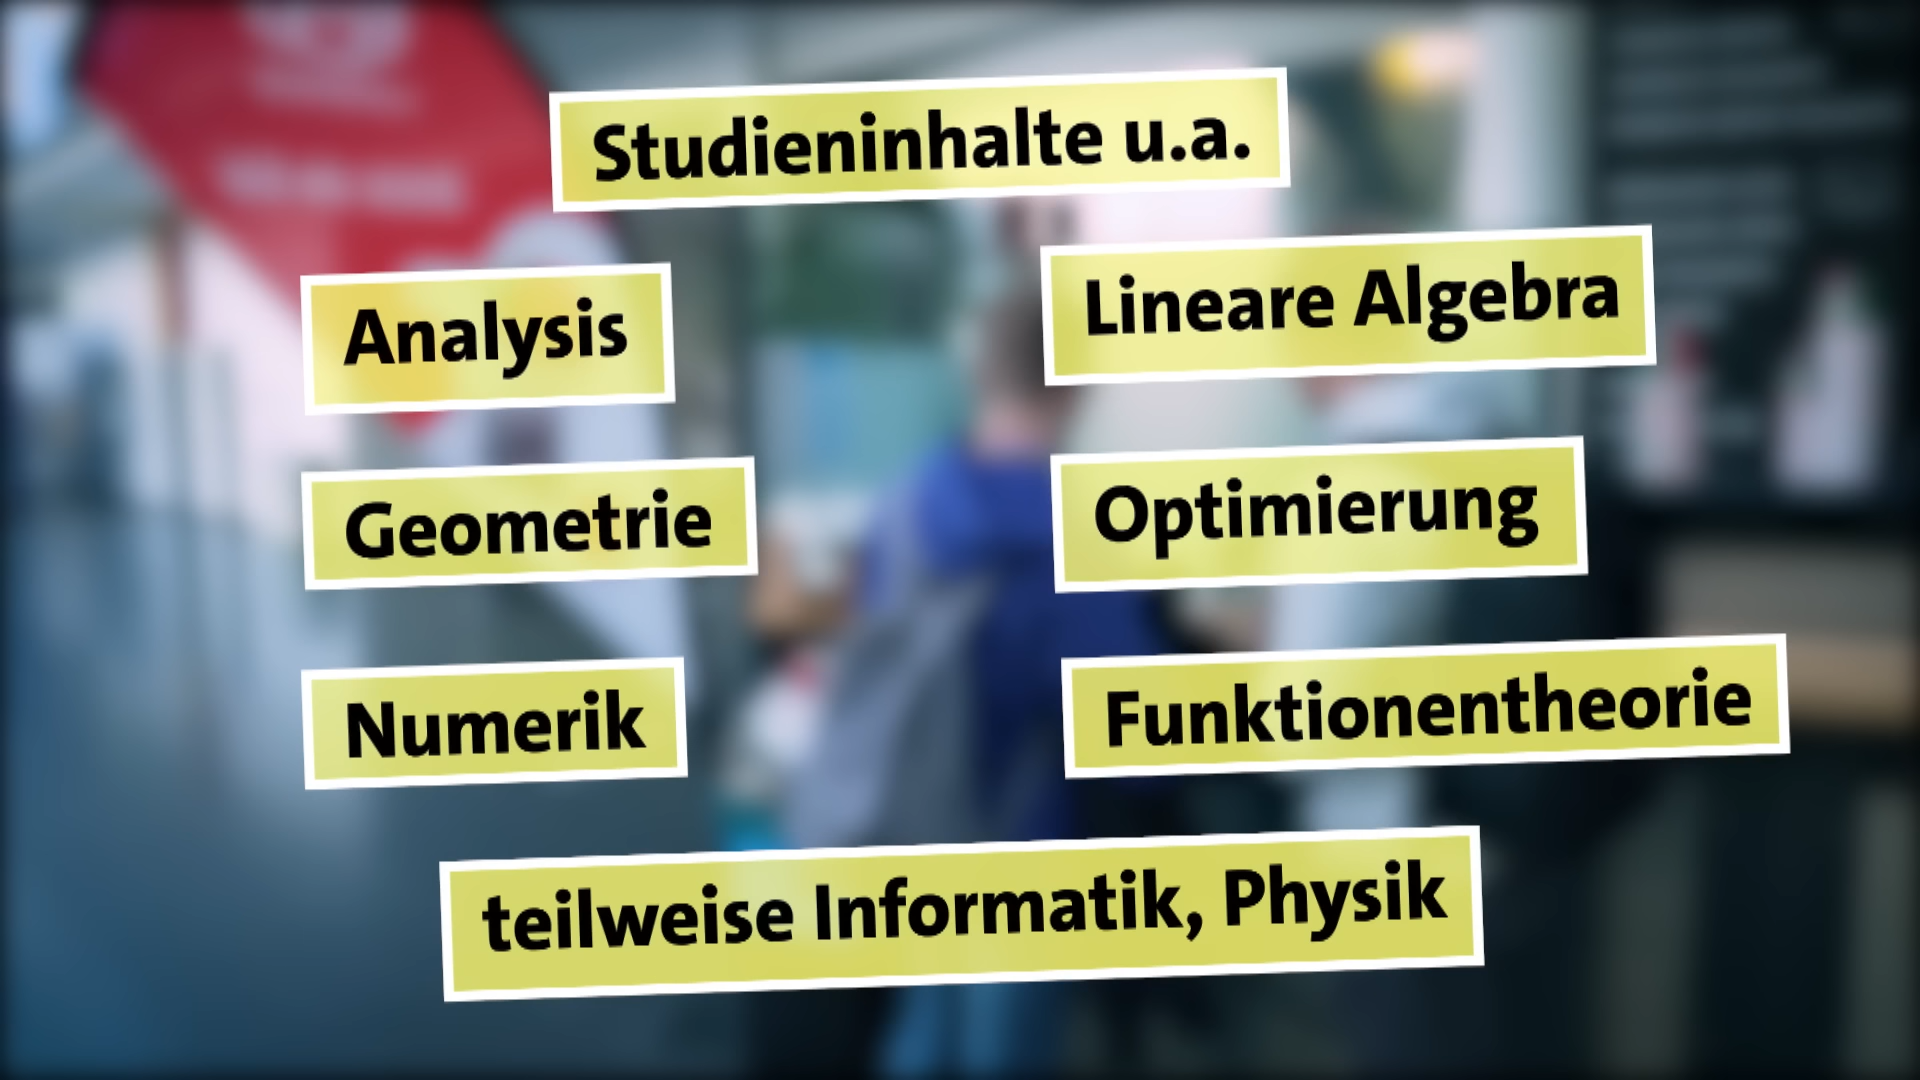 Studieninhalte u.a.
Analysis
Lineare Algebra
Geometrie
Optimierung
Numerik
Funktionentheorie
teilweise Informatik, Physik